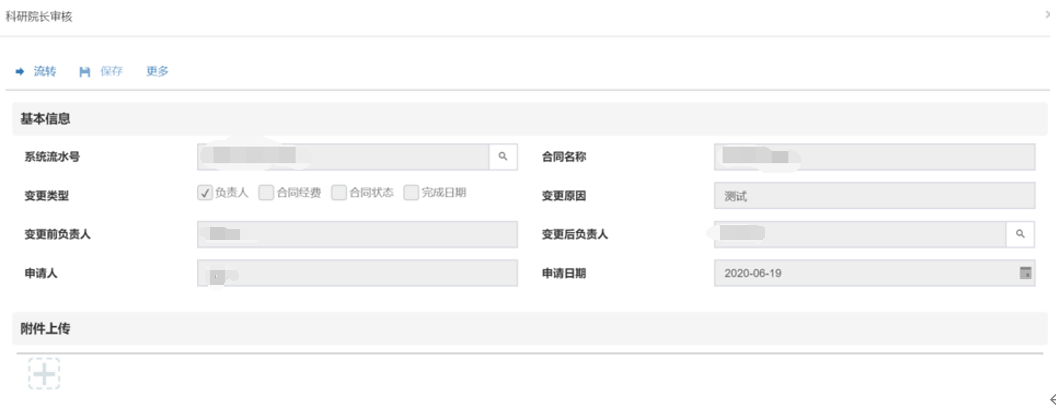 科研院长审核
流转 保存 更多
基本信息
系统流水号 合同名称
变更类型 负责人 合同经费 合同状态 完成日期 变更原因 测试
变更前负责人 变更后负责人
申请人 申请日期 2020-06-19
附件上传